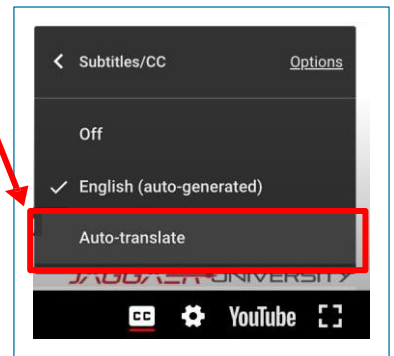 Subtitles/CC Options
Off
English (auto-generated)
Auto-translate
UNIVERSITY
CC YouTube